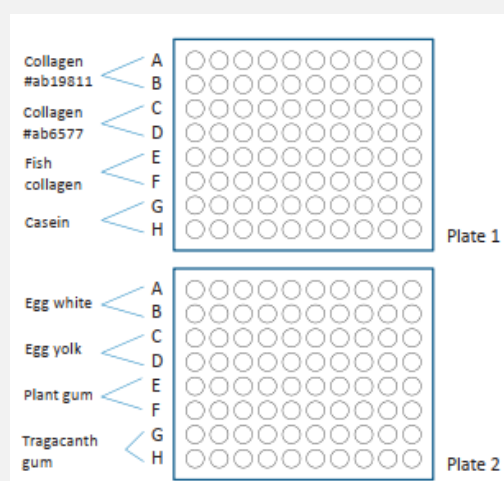 Collagen
#ab19811
A
B
Collagen
#ab6577
C
D
Fish
collagen
E
F
Casein
G
H
Plate 1
Egg white
A
B
Egg yolk
C
D
Plant gum
E
F
Tragacanth
gum
G
H
Plate 2